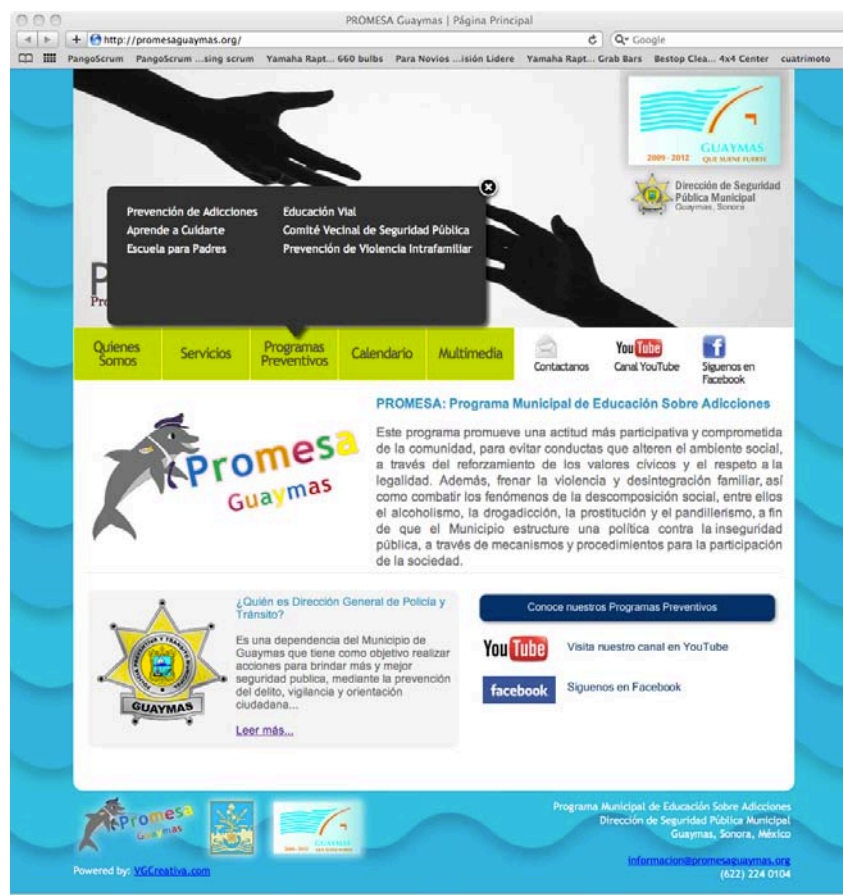 PROMESA Guaymas | Página Principal
http://promesaguaymas.org/
Google
PangoScrum PangoScrum ...sing scrum Yamaha Rapt... 660 bulbs Para Novios ...isión Lidere Yamaha Rapt... Grab Bars Bestop Clea... 4x4 Center cuatrimoto
GUAYMAS
2009-2012 QUE SUENE FUERTE
Dirección de Seguridad
Pública Municipal
Guaymas, Sonora
Prevención de Adicciones Educación Vial
Aprende a Cuidarte Comité Vecinal de Seguridad Pública
Escuela para Padres Prevención de Violencia Intrafamiliar
Quienes
Somos
Servicios
Programas
Preventivos
Calendario
Multimedia
Contactanos
YouTube
Canal YouTube
Siguenos en
Facebook
Promesa
Guaymas
PROMESA: Programa Municipal de Educación Sobre Adicciones
Este programa promueve una actitud más participativa y comprometida
de la comunidad, para evitar conductas que alteren el ambiente social,
a través del reforzamiento de los valores cívicos y el respeto a la
legalidad. Además, frenar la violencia y desintegración familiar, así
como combatir los fenómenos de la descomposición social, entre ellos
el alcoholismo, la drogadicción, la prostitución y el pandillerismo, a fin
de que el Municipio estructure una política contra la inseguridad
pública, a través de mecanismos y procedimientos para la participación
de la sociedad.
POLICIA PREVENTIVA Y TRANSITO MUNICIPAL
GUAYMAS
¿Quién es Dirección General de Policía y
Tránsito?
Es una dependencia del Municipio de
Guaymas que tiene como objetivo realizar
acciones para brindar más y mejor
seguridad publica, mediante la prevención
del delito, vigilancia y orientación
ciudadana...
Leer más...
Conoce nuestros Programas Preventivos
YouTube Visita nuestro canal en YouTube
facebook Siguenos en Facebook
Promesa
Guaymas
GUAYMAS
Powered by: YGCreativa.com
Programa Municipal de Educación Sobre Adicciones
Dirección de Seguridad Pública Municipal
Guaymas, Sonora, México
informacion@promesaguaymas.org
(622) 224 0104